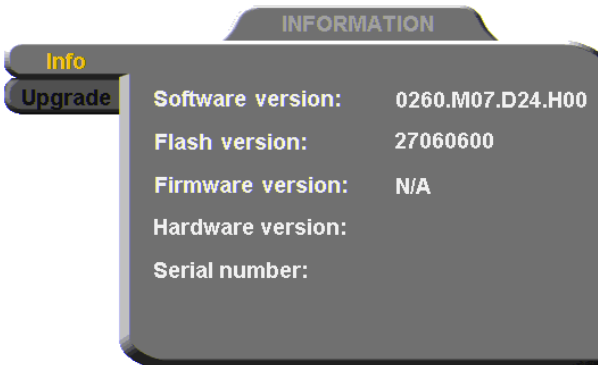 INFORMATION
Info
Upgrade
Software version: 0260.M07.D24.H00
Flash version: 27060600
Firmware version: N/A
Hardware version:
Serial number: